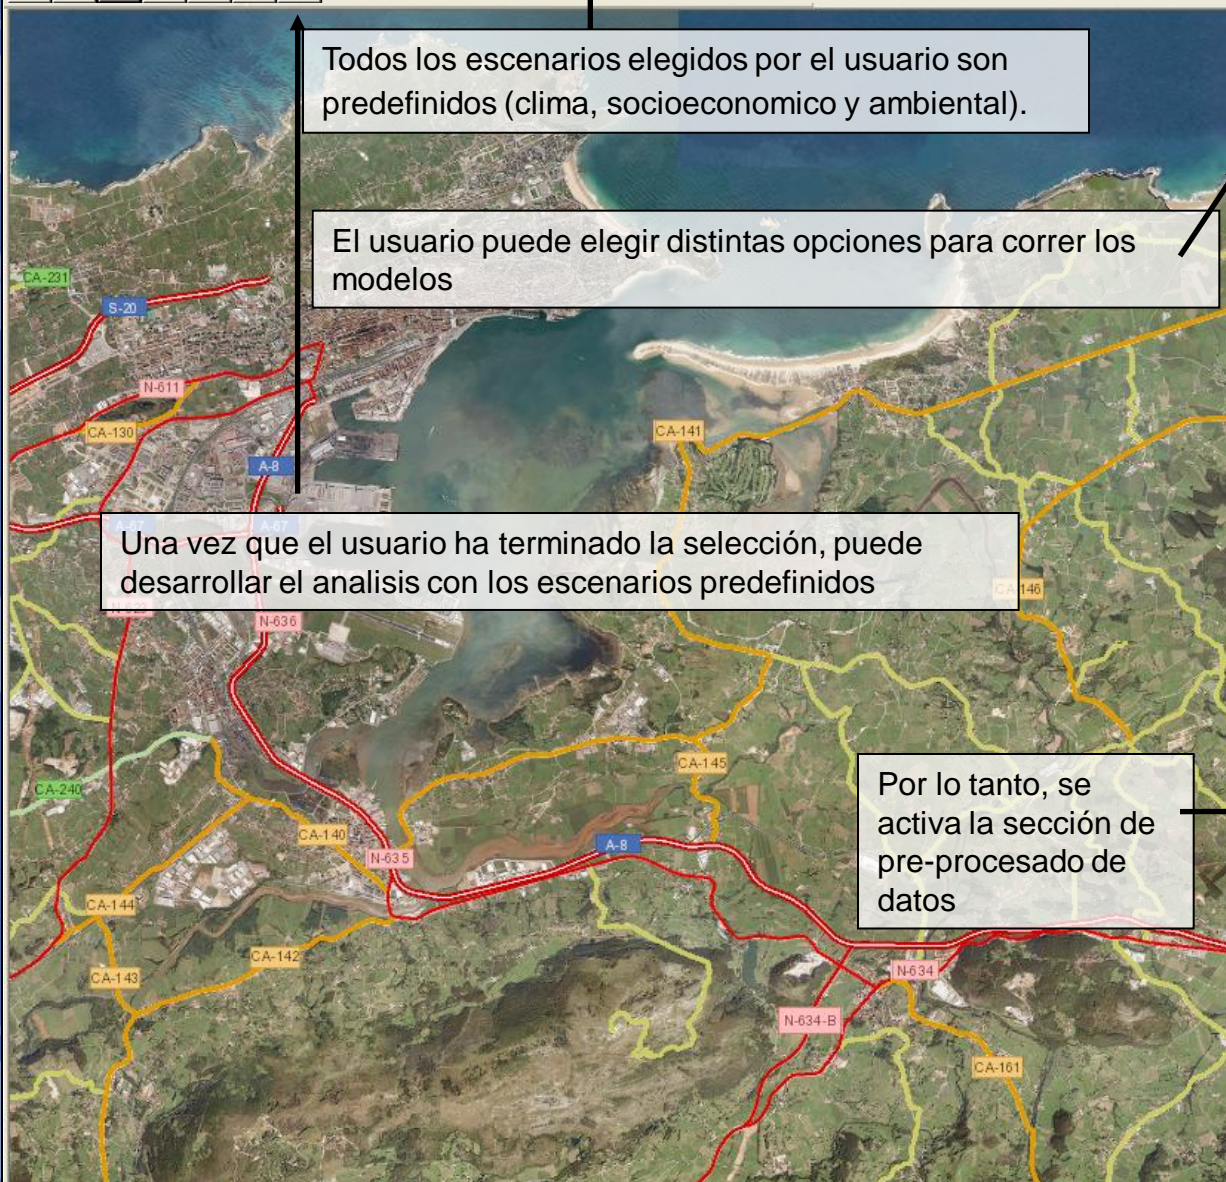 Todos los escenarios elegidos por el usuario son
predefinidos (clima, socioeconomico y ambiental).
El usuario puede elegir distintas opciones para correr los
modelos
CA-231
S-20
N-611
CA-130
CA-141
A-8
A-67
A-67
Una vez que el usuario ha terminado la selección, puede
desarrollar el analisis con los escenarios predefinidos
CA-146
N-636
CA-145
Por lo tanto, se
activa la sección de
pre-procesado de
datos
CA-240
CA-140
A-8
N-635
CA-144
CA-142
CA-143
N-634
N-634-B
CA-161